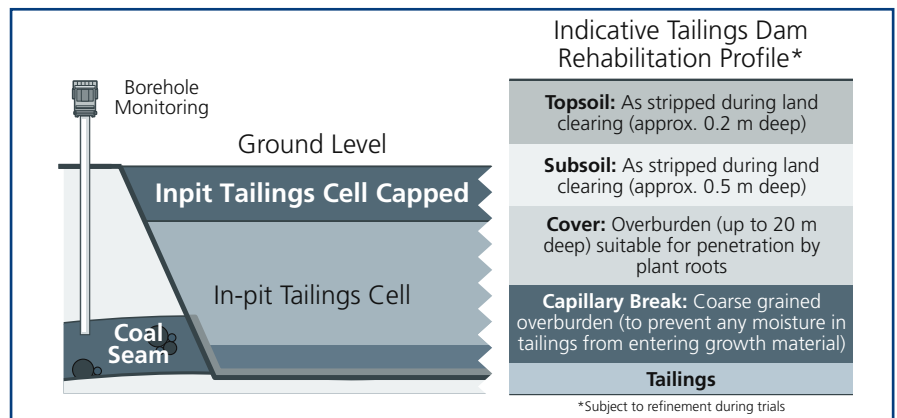 Borehole
Monitoring
Ground Level
Inpit Tailings Cell Capped
In-pit Tailings Cell
Coal
Seam
Indicative Tailings Dam
Rehabilitation Profile*
Topsoil: As stripped during land
clearing (approx. 0.2 m deep)
Subsoil: As stripped during land
clearing (approx. 0.5 m deep)
Cover: Overburden (up to 20 m
deep) suitable for penetration by
plant roots
Capillary Break: Coarse grained
overburden (to prevent any moisture in
tailings from entering growth material)
Tailings
*Subject to refinement during trials